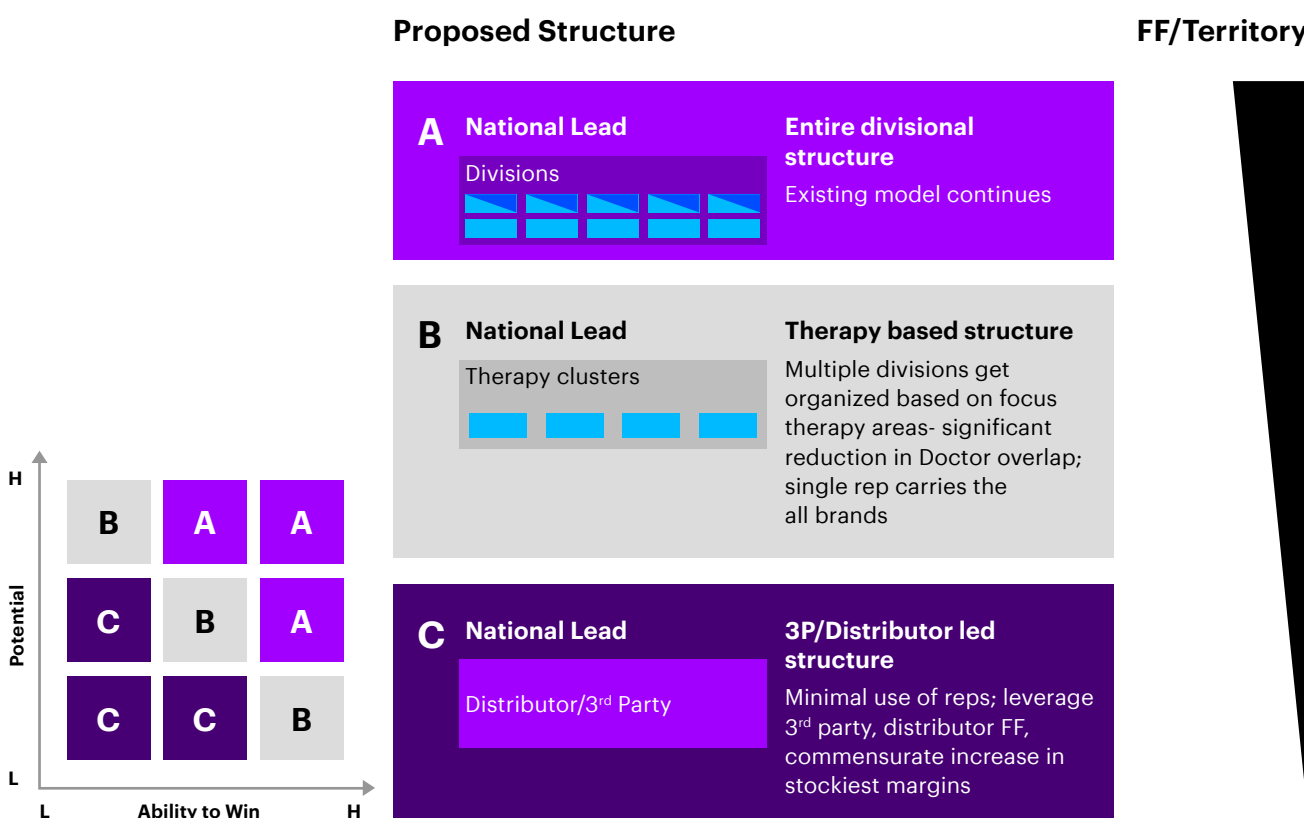 Proposed Structure
FF/Territory
A
National Lead
Divisions
Entire divisional
structure
Existing model continues
B
National Lead
Therapy clusters
Therapy based structure
Multiple divisions get
organized based on focus
therapy areas- significant
reduction in Doctor overlap;
single rep carries the
all brands
C
National Lead
Distributor/3rd Party
3P/Distributor led
structure
Minimal use of reps; leverage
3rd party, distributor FF,
commensurate increase in
stockiest margins
H
B A A
Potential
C B A
C C B
L
L Ability to Win H